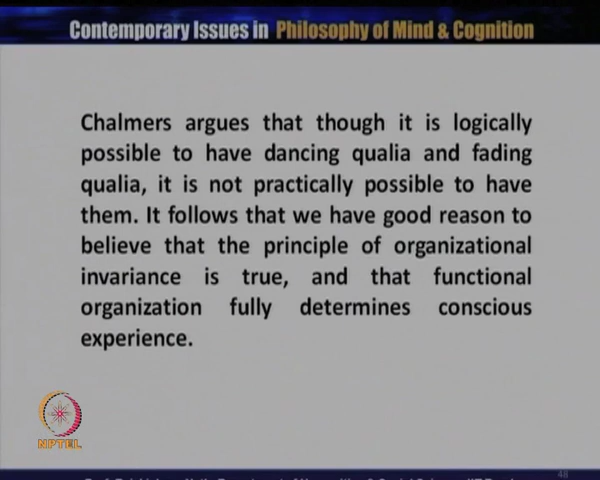 Contemporary Issues in Philosophy of Mind & Cognition
Chalmers argues that though it is logically
possible to have dancing qualia and fading
qualia, it is not practically possible to have
them. It follows that we have good reason to
believe that the principle of organizational
invariance is true, and that functional
organization fully determines conscious
experience.
NPTEL
48